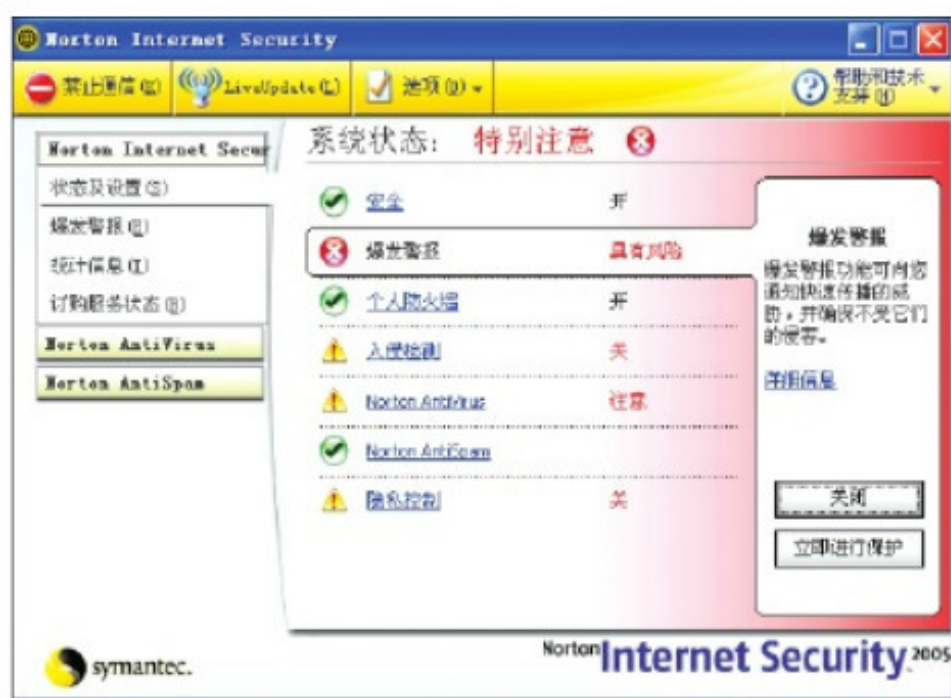 Norton Internet Security
禁止通信(K)
LiveUpdate(L)
选项(O)
帮助和技术
支持(H)
Norton Internet Secur
状态及设置(S)
爆发警报(P)
统计信息(T)
订购服务状态(B)
Norton AntiVirus
Norton AntiSpam
系统状态: 特别注意
安全 开
爆发警报 具有风险
个人防火墙 开
入侵检测 关
Norton AntiVirus 注意
Norton AntiSpam
隐私控制 关
爆发警报
爆发警报功能可向您
通知快速传播的威
胁,并确保不受它们
的侵害。
详细信息
关闭
立即进行保护
symantec.
Norton Internet Security 2005